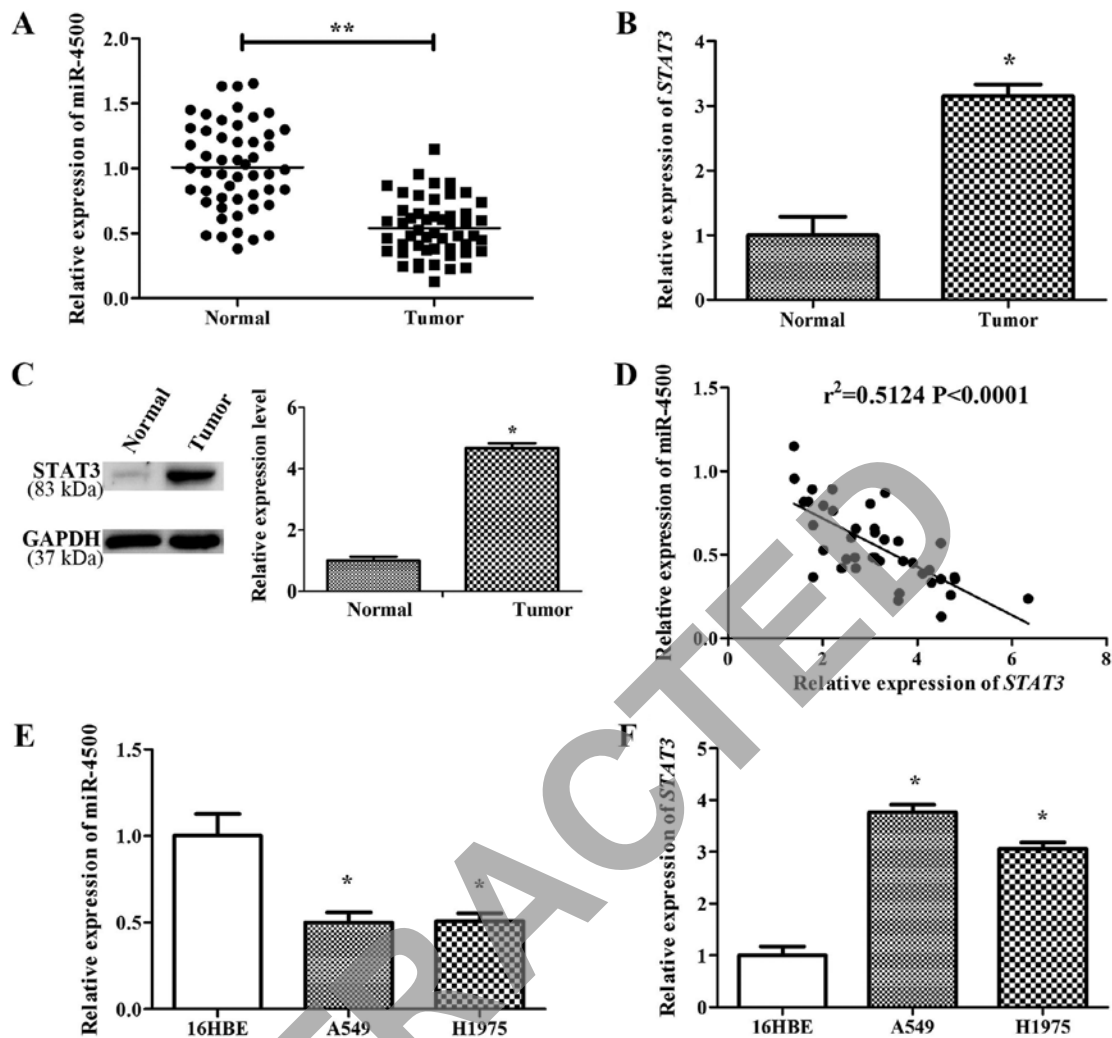 A
Relative expression of miR-4500
2.0
1.5
1.0
0.5
0.0
**
Normal
Tumor
B
Relative expression of STAT3
4
3
2
1
0
*
Normal
Tumor
C
Normal
Tumor
STAT3
(83 kDa)
GAPDH
(37 kDa)
Relative expression level
6
4
2
0
*
Normal
Tumor
D
Relative expression of miR-4500
1.5
1.0
0.5
0.0
r²=0.5124 P<0.0001
0
2
4
6
8
Relative expression of STAT3
E
Relative expression of miR-4500
1.5
1.0
0.5
0.0
*
*
16HBE
A549
H1975
F
Relative expression of STAT3
5
4
3
2
1
0
*
*
16HBE
A549
H1975
TRACTED